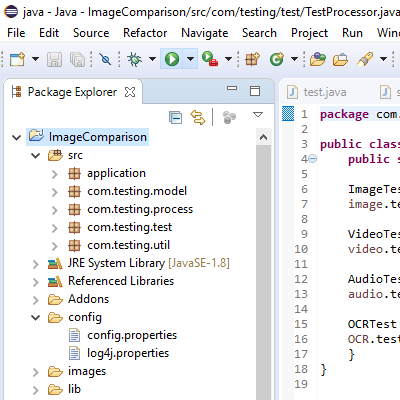 java - Java - ImageComparison/src/com/testing/test/TestProcessor.java
File Edit Source Refactor Navigate Search Project Run
Package Explorer
ImageComparison
src
application
com.testing.model
com.testing.process
com.testing.test
com.testing.util
JRE System Library [JavaSE-1.8]
Referenced Libraries
Addons
config
config.properties
log4j.properties
images
lib
test.java
1 package com.
2
3 public class
4 public s
5
6 ImageTes
7 image.te
8
9 VideoTes
10 video.te
11
12 AudioTes
13 audio.te
14
15 OCRTest
16 OCR.test
17 }
18 }
19